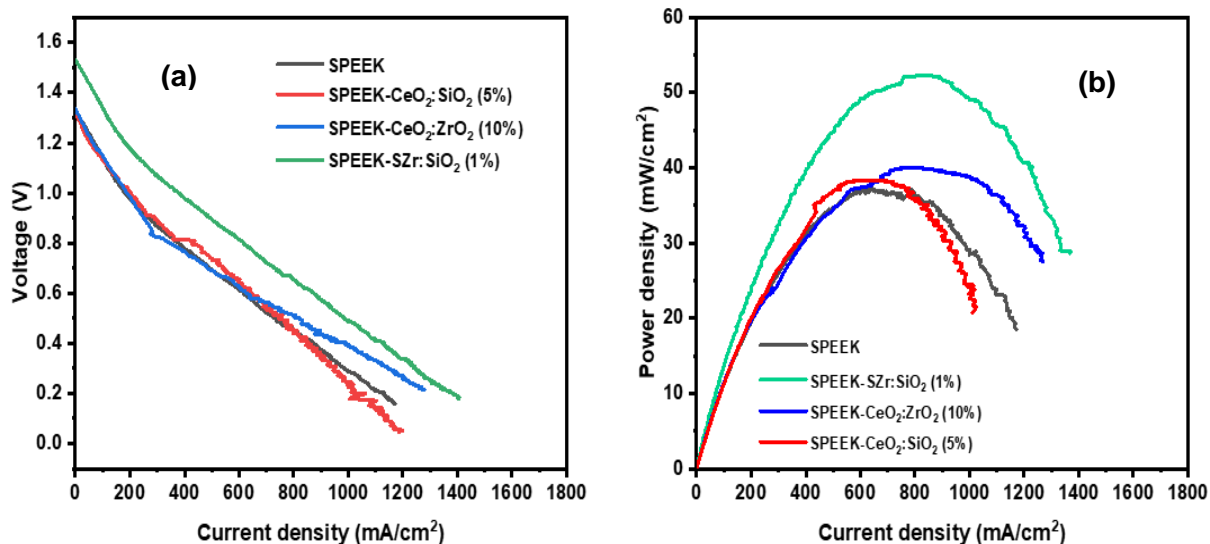 (a)
SPEEK
SPEEK-CeO₂:SiO₂ (5%)
SPEEK-CeO₂:ZrO₂ (10%)
SPEEK-SZr:SiO₂ (1%)
Voltage (V)
1.6
1.4
1.2
1.0
0.8
0.6
0.4
0.2
0.0
0 200 400 600 800 1000 1200 1400 1600 1800
Current density (mA/cm²)
(b)
Power density (mW/cm²)
60
50
40
30
20
10
0
SPEEK
SPEEK-SZr:SiO₂ (1%)
SPEEK-CeO₂:ZrO₂ (10%)
SPEEK-CeO₂:SiO₂ (5%)
0 200 400 600 800 1000 1200 1400 1600 1800
Current density (mA/cm²)